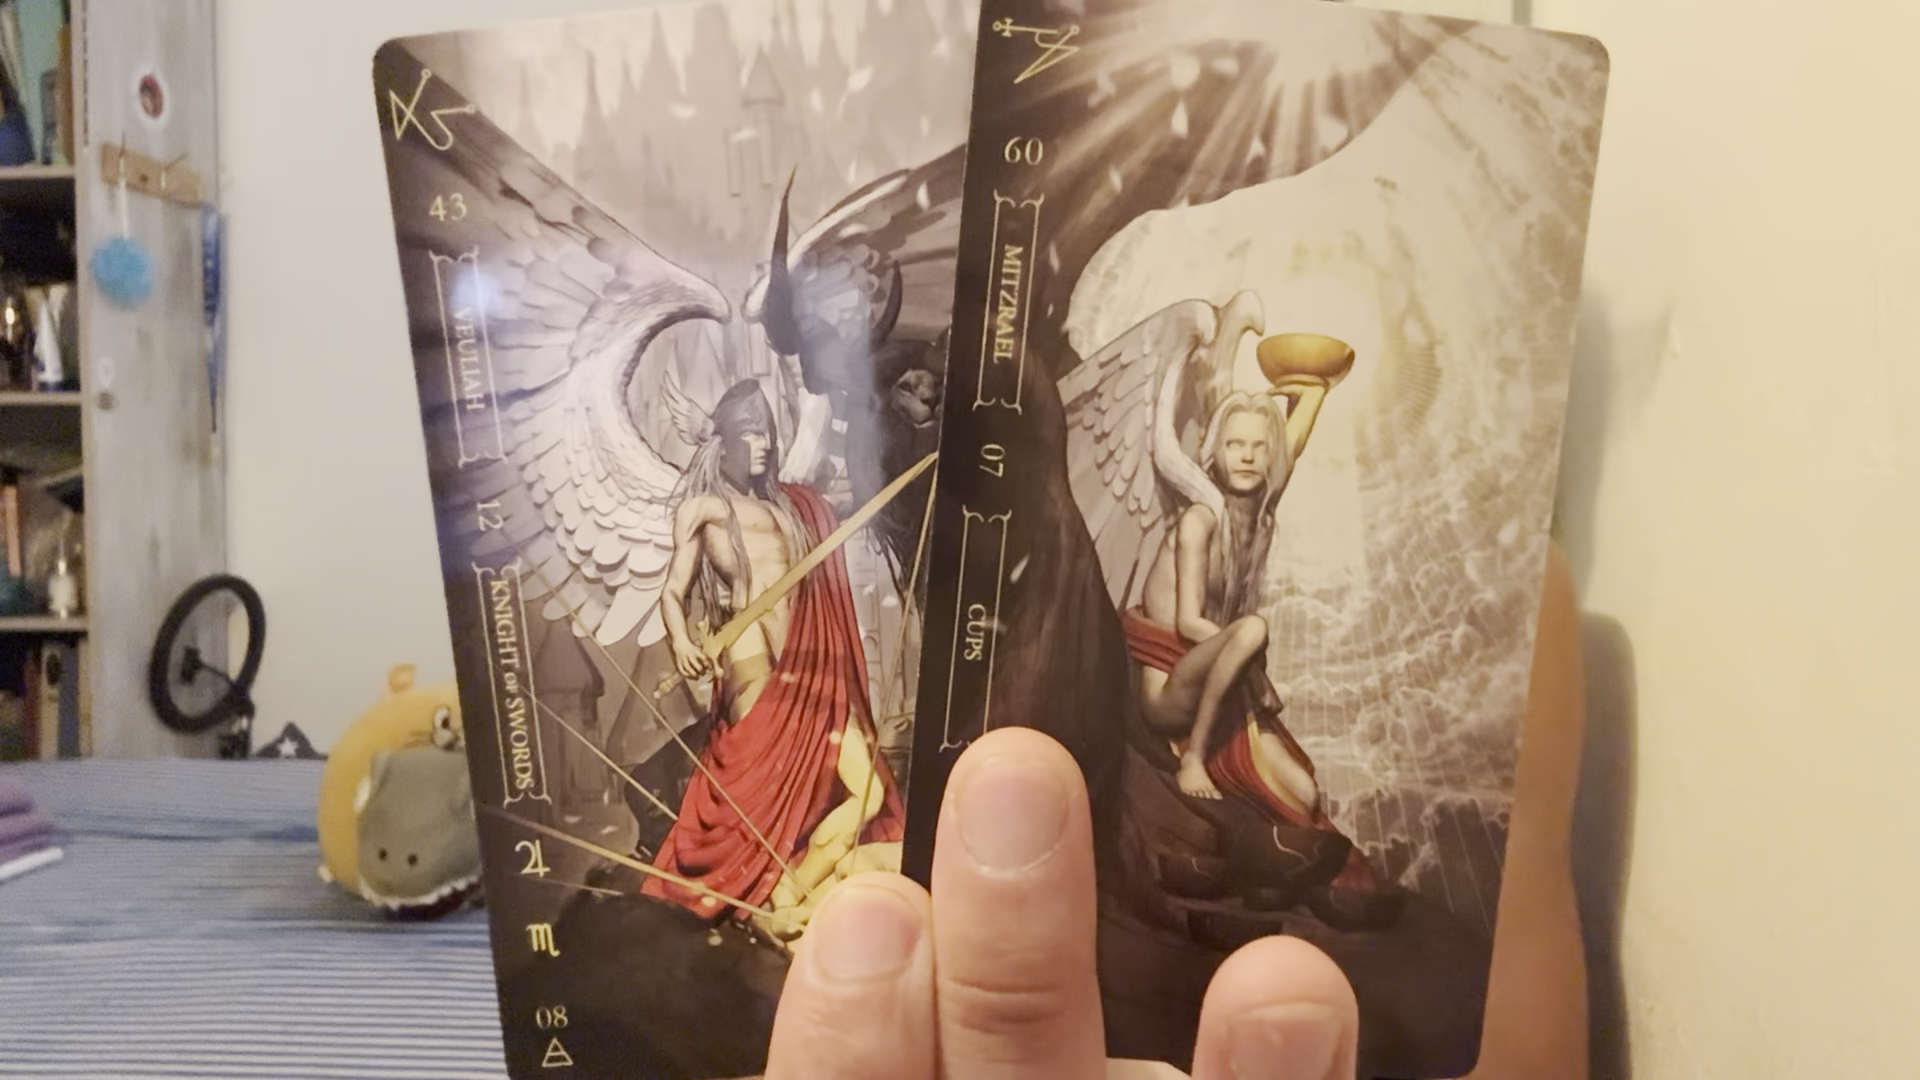 43
VEULIAH
12
KNIGHT OF SWORDS
♃
♏
08
60
MITZRAEL
07
CUPS